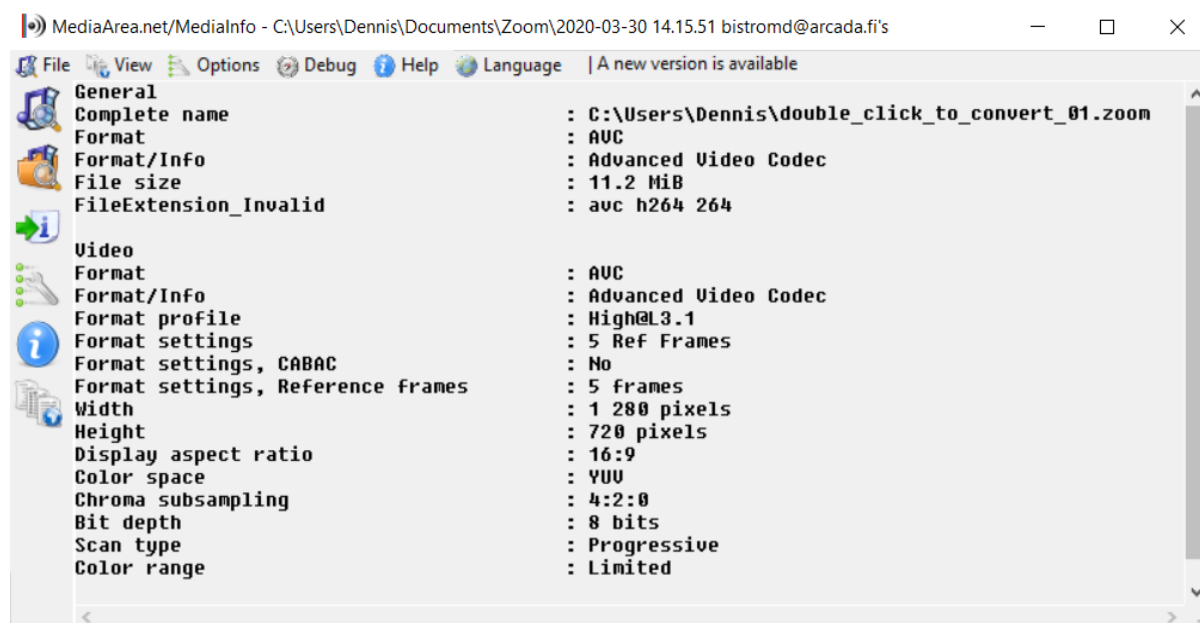 MediaArea.net/MediaInfo - C:\Users\Dennis\Documents\Zoom\2020-03-30 14.15.51 bistromd@arcada.fi's
File View Options Debug Help Language | A new version is available
General
Complete name : C:\Users\Dennis\double_click_to_convert_01.zoom
Format : AVC
Format/Info : Advanced Video Codec
File size : 11.2 MiB
FileExtension_Invalid : avc h264 264
Video
Format : AVC
Format/Info : Advanced Video Codec
Format profile : High@L3.1
Format settings : 5 Ref Frames
Format settings, CABAC : No
Format settings, Reference frames : 5 frames
Width : 1 280 pixels
Height : 720 pixels
Display aspect ratio : 16:9
Color space : YUV
Chroma subsampling : 4:2:0
Bit depth : 8 bits
Scan type : Progressive
Color range : Limited